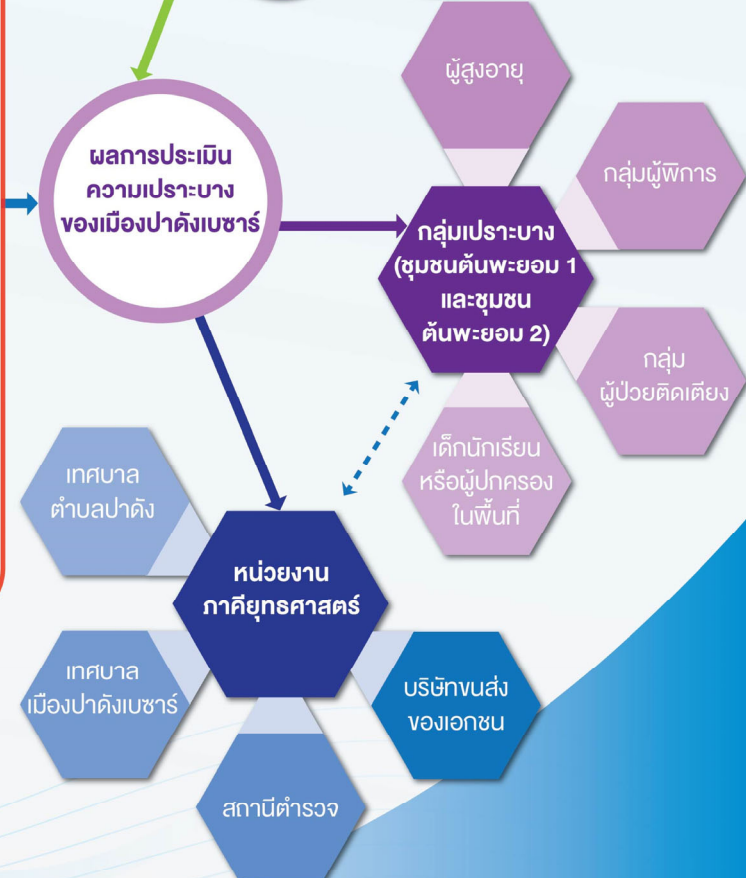 ผู้สูงอายุ
ผลการประเมิน
ความเปราะบาง
ของเมืองปาดังเบซาร์
กลุ่มผู้พิการ
กลุ่มเปราะบาง
(ชุมชนต้นพะยอม 1
และชุมชน
ต้นพะยอม 2)
กลุ่ม
ผู้ป่วยติดเตียง
เด็กนักเรียน
หรือผู้ปกครอง
ในพื้นที่
เทศบาล
ตำบลปาดัง
หน่วยงาน
ภาคียุทธศาสตร์
เทศบาล
เมืองปาดังเบซาร์
บริษัทขนส่ง
ของเอกชน
สถานีตำรวจ